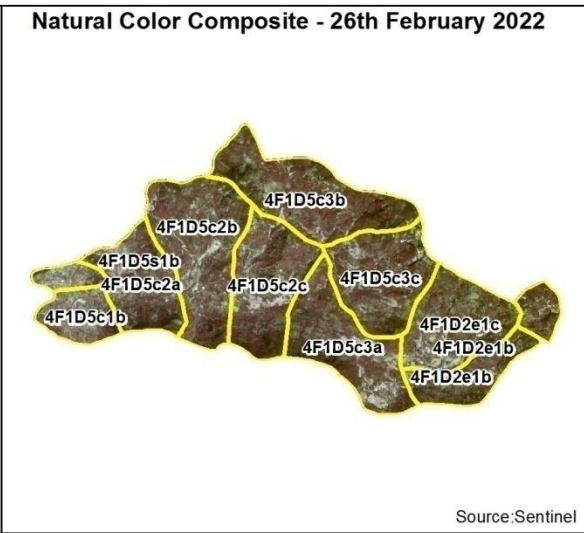 Natural Color Composite - 26th February 2022
4F1D5c3b
4F1D5c2b
4F1D5s1b
4F1D5c2a
4F1D5c2c
4F1D5c3c
4F1D5c1b
4F1D2e1c
4F1D5c3a
4F1D2e1b
4F1D2e1b
Source:Sentinel